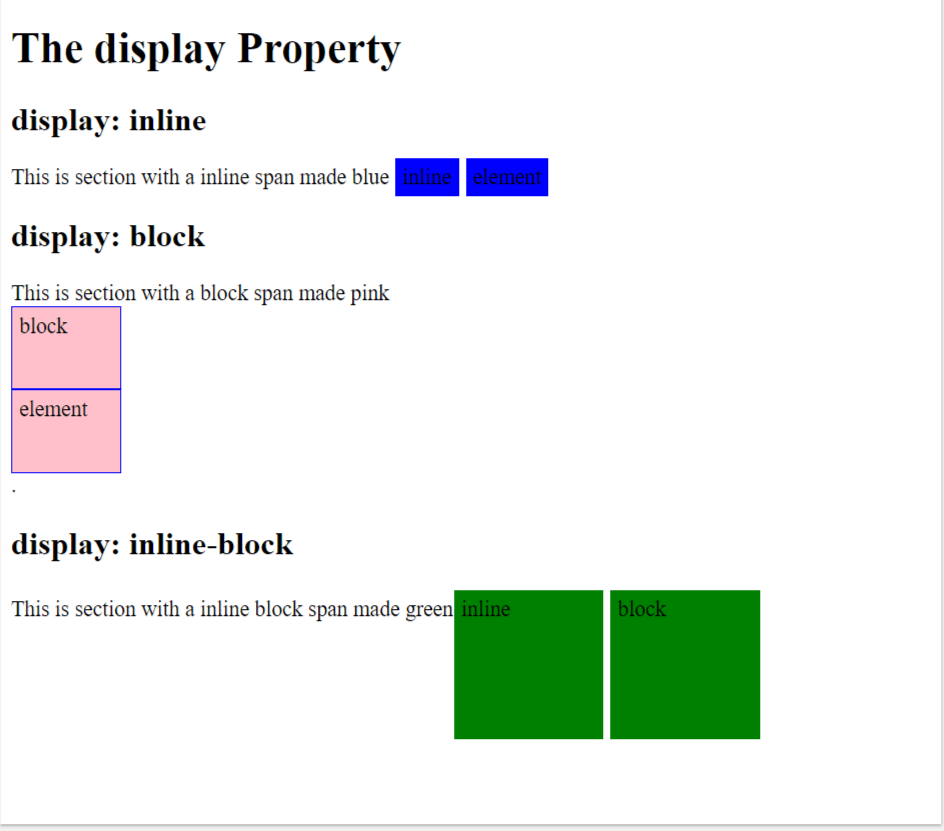 The display Property
display: inline
This is section with a inline span made blue inline element
display: block
This is section with a block span made pink
block
element
.
display: inline-block
This is section with a inline block span made green inline block